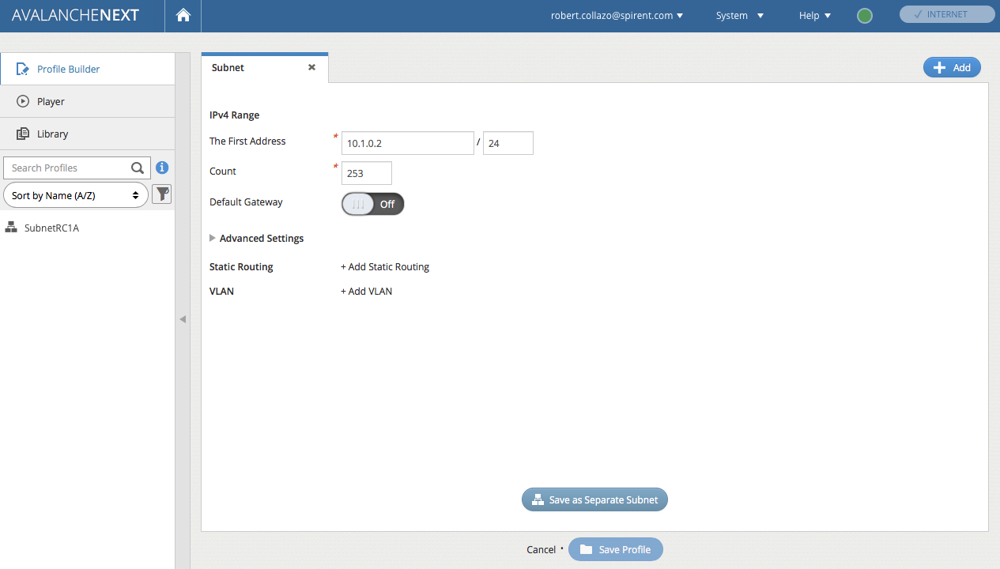 AVALANCHENEXT
robert.collazo@spirent.com
System
Help
INTERNET
Profile Builder
Player
Library
Search Profiles
Sort by Name (A/Z)
SubnetRC1A
Subnet
Add
IPv4 Range
The First Address * 10.1.0.2 / 24
Count * 253
Default Gateway Off
Advanced Settings
Static Routing + Add Static Routing
VLAN + Add VLAN
Save as Separate Subnet
Cancel • Save Profile